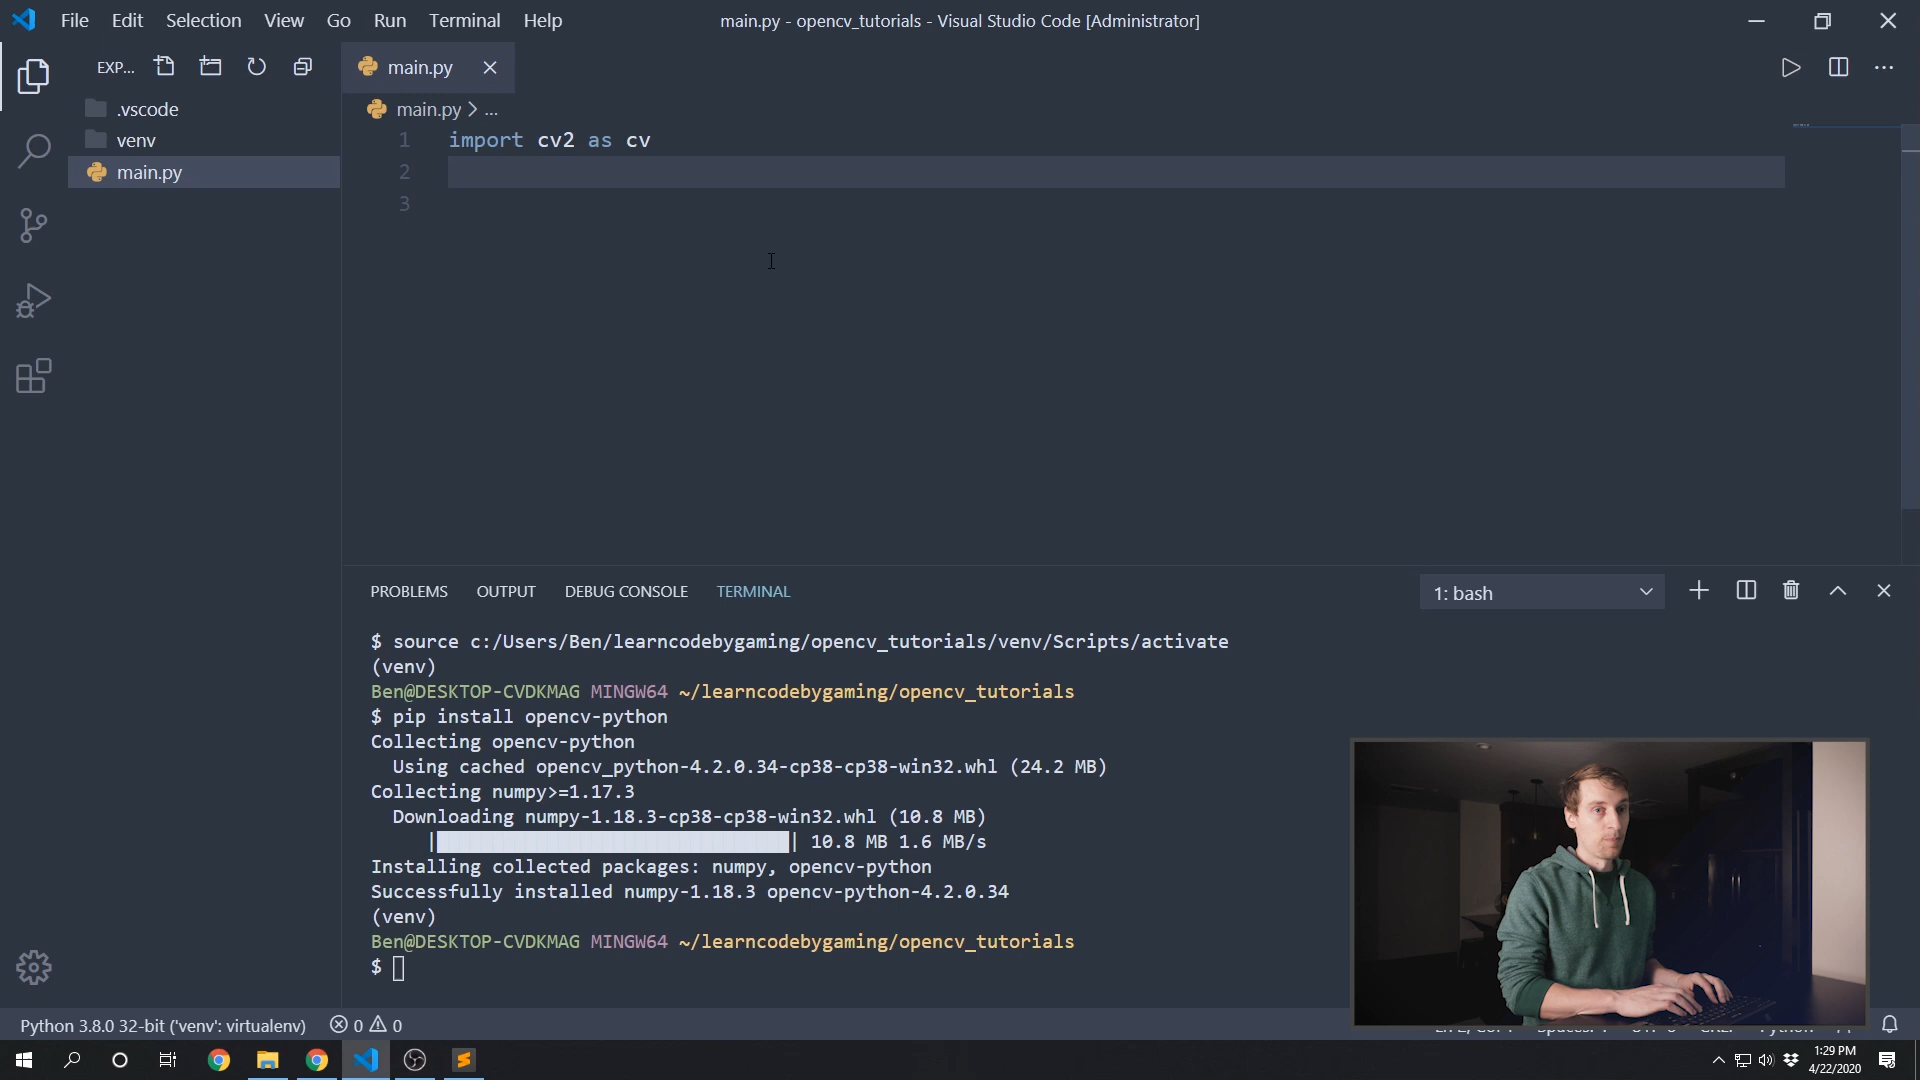 File Edit Selection View Go Run Terminal Help
main.py - opencv_tutorials - Visual Studio Code [Administrator]
EXP...
main.py
.vscode
venv
main.py
main.py > ...
1 import cv2 as cv
2
3
PROBLEMS OUTPUT DEBUG CONSOLE TERMINAL
1: bash
$ source c:/Users/Ben/learncodebygaming/opencv_tutorials/venv/Scripts/activate
(venv)
Ben@DESKTOP-CVDKMAG MINGW64 ~/learncodebygaming/opencv_tutorials
$ pip install opencv-python
Collecting opencv-python
Using cached opencv_python-4.2.0.34-cp38-cp38-win32.whl (24.2 MB)
Collecting numpy>=1.17.3
Downloading numpy-1.18.3-cp38-cp38-win32.whl (10.8 MB)
|████████████████████████████████| 10.8 MB 1.6 MB/s
Installing collected packages: numpy, opencv-python
Successfully installed numpy-1.18.3 opencv-python-4.2.0.34
(venv)
Ben@DESKTOP-CVDKMAG MINGW64 ~/learncodebygaming/opencv_tutorials
$
Python 3.8.0 32-bit ('venv': virtualenv) 0 0
1:29 PM
4/22/2020